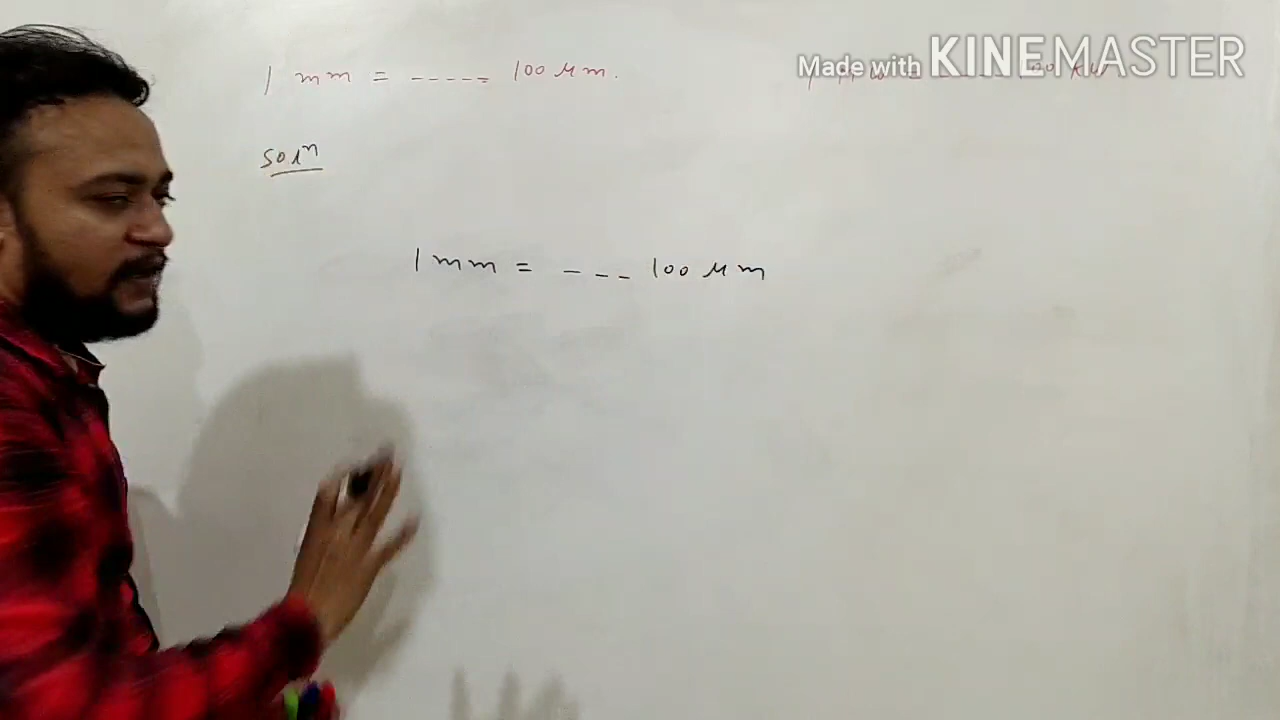 1 mm = ----- 100 μm.
Made with KINEMASTER
Solⁿ
1 mm = --- 100 μm